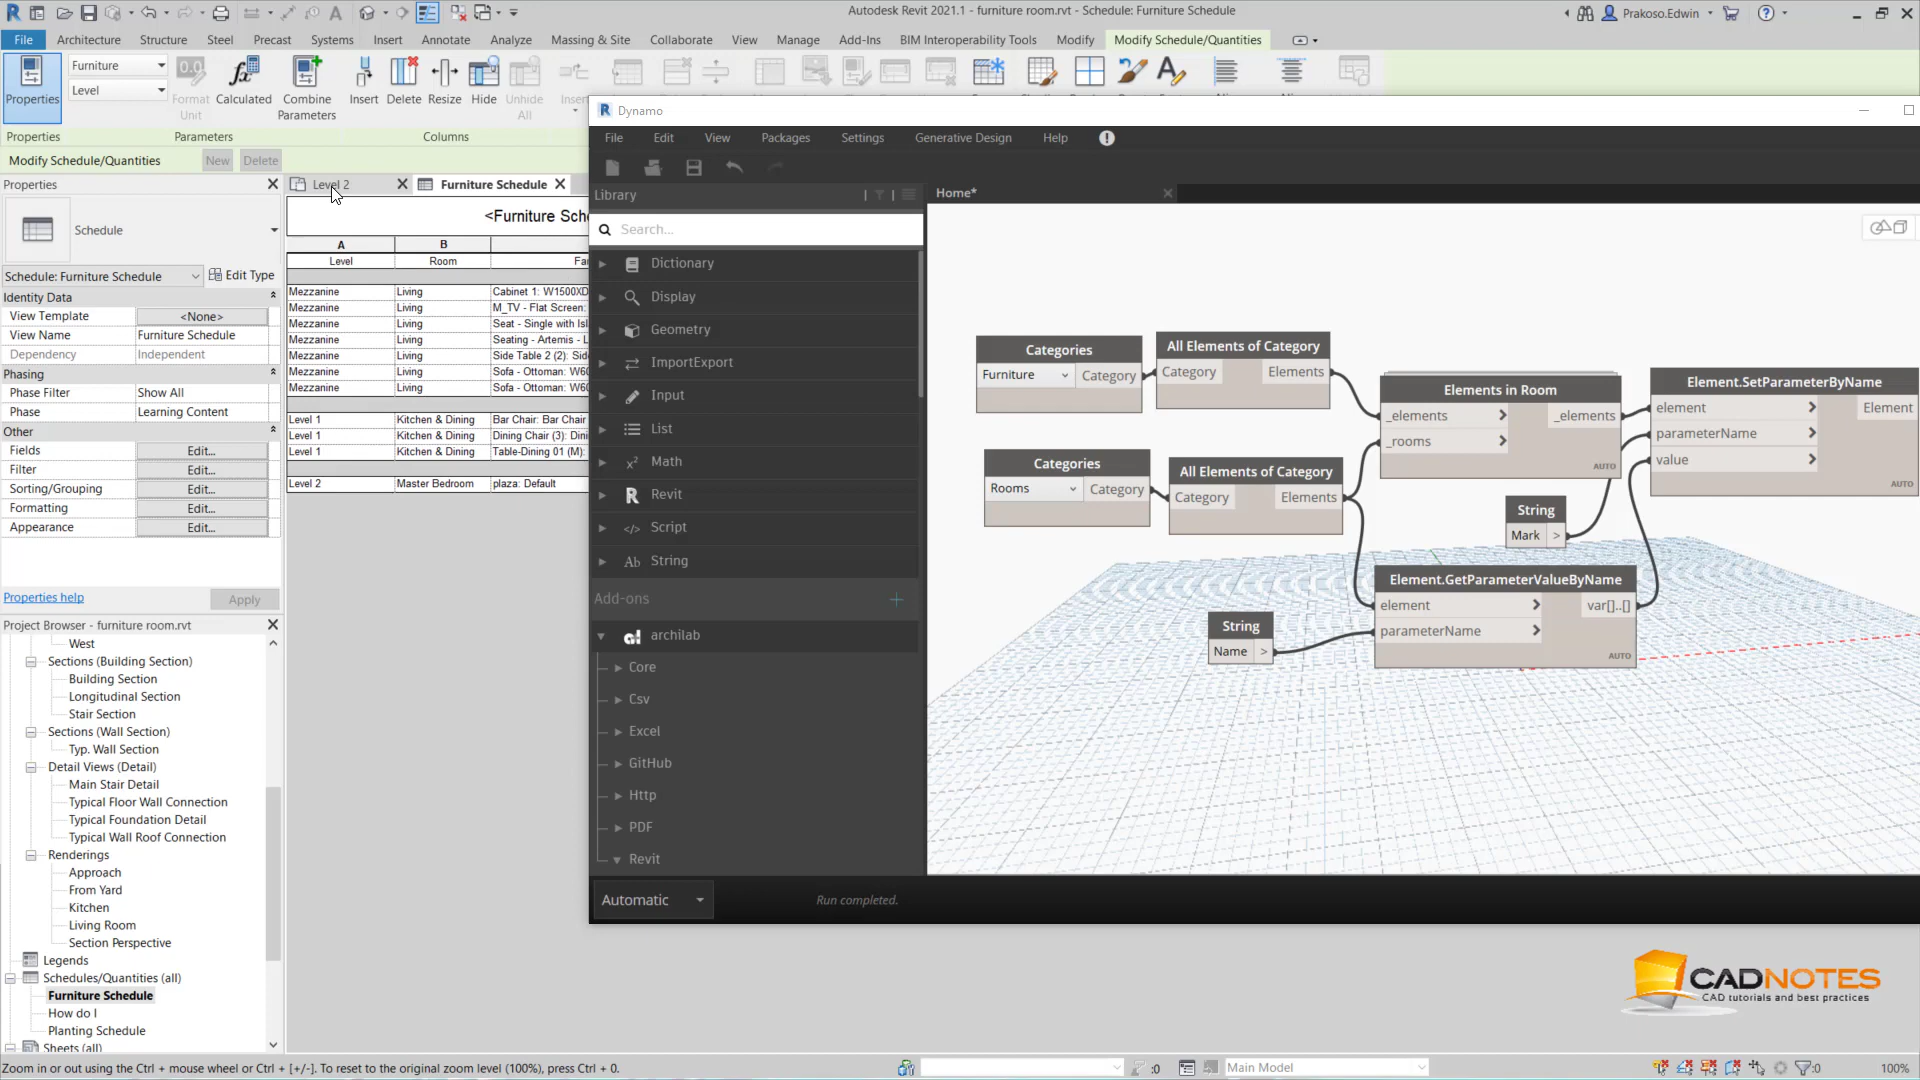 Autodesk Revit 2021.1 - furniture room.rvt - Schedule: Furniture Schedule
Prakoso.Edwin
File Architecture Structure Steel Precast Systems Insert Annotate Analyze Massing & Site Collaborate View Manage Add-Ins BIM Interoperability Tools Modify Modify Schedule/Quantities
Properties
Furniture
Level
Format Unit
Calculated
Combine Parameters
Insert Delete Resize Hide
Unhide All
Properties Parameters Columns
Modify Schedule/Quantities New Delete
Properties
Schedule
Schedule: Furniture Schedule Edit Type
Identity Data
View Template <None>
View Name Furniture Schedule
Dependency Independent
Phasing
Phase Filter Show All
Phase Learning Content
Other
Fields Edit...
Filter Edit...
Sorting/Grouping Edit...
Formatting Edit...
Appearance Edit...
Properties help Apply
Project Browser - furniture room.rvt
West
Sections (Building Section)
Building Section
Longitudinal Section
Stair Section
Sections (Wall Section)
Typ. Wall Section
Detail Views (Detail)
Main Stair Detail
Typical Floor Wall Connection
Typical Foundation Detail
Typical Wall Roof Connection
Renderings
Approach
From Yard
Kitchen
Living Room
Section Perspective
Legends
Schedules/Quantities (all)
Furniture Schedule
How do I
Planting Schedule
Sheets (all)
Level 2 Furniture Schedule
<Furniture Sch
A B
Level Room Fa
Mezzanine Living Cabinet 1: W1500XD
Mezzanine Living M_TV - Flat Screen:
Mezzanine Living Seat - Single with Isl
Mezzanine Living Seating - Artemis - L
Mezzanine Living Side Table 2 (2): Side
Mezzanine Living Sofa - Ottoman: W60
Mezzanine Living Sofa - Ottoman: W60
Level 1 Kitchen & Dining Bar Chair: Bar Chair
Level 1 Kitchen & Dining Dining Chair (3): Dini
Level 1 Kitchen & Dining Table-Dining 01 (M):
Level 2 Master Bedroom plaza: Default
Dynamo
File Edit View Packages Settings Generative Design Help
Library
Search...
Dictionary
Display
Geometry
ImportExport
Input
List
Math
Revit
Script
String
Add-ons
archilab
Core
Csv
Excel
GitHub
Http
PDF
Revit
Automatic Run completed.
Home*
Categories
Furniture Category
All Elements of Category
Category Elements
Elements in Room
_elements > _elements
_rooms >
AUTO
Element.SetParameterByName
element > Element
parameterName >
value >
AUTO
Categories
Rooms Category
All Elements of Category
Category Elements
String
Mark >
Element.GetParameterValueByName
element > var[]..[]
parameterName >
AUTO
String
Name >
CADNOTES
CAD tutorials and best practices
Zoom in or out using the Ctrl + mouse wheel or Ctrl + [+/-]. To reset to the original zoom level (100%), press Ctrl + 0.
:0 Main Model :0 100%